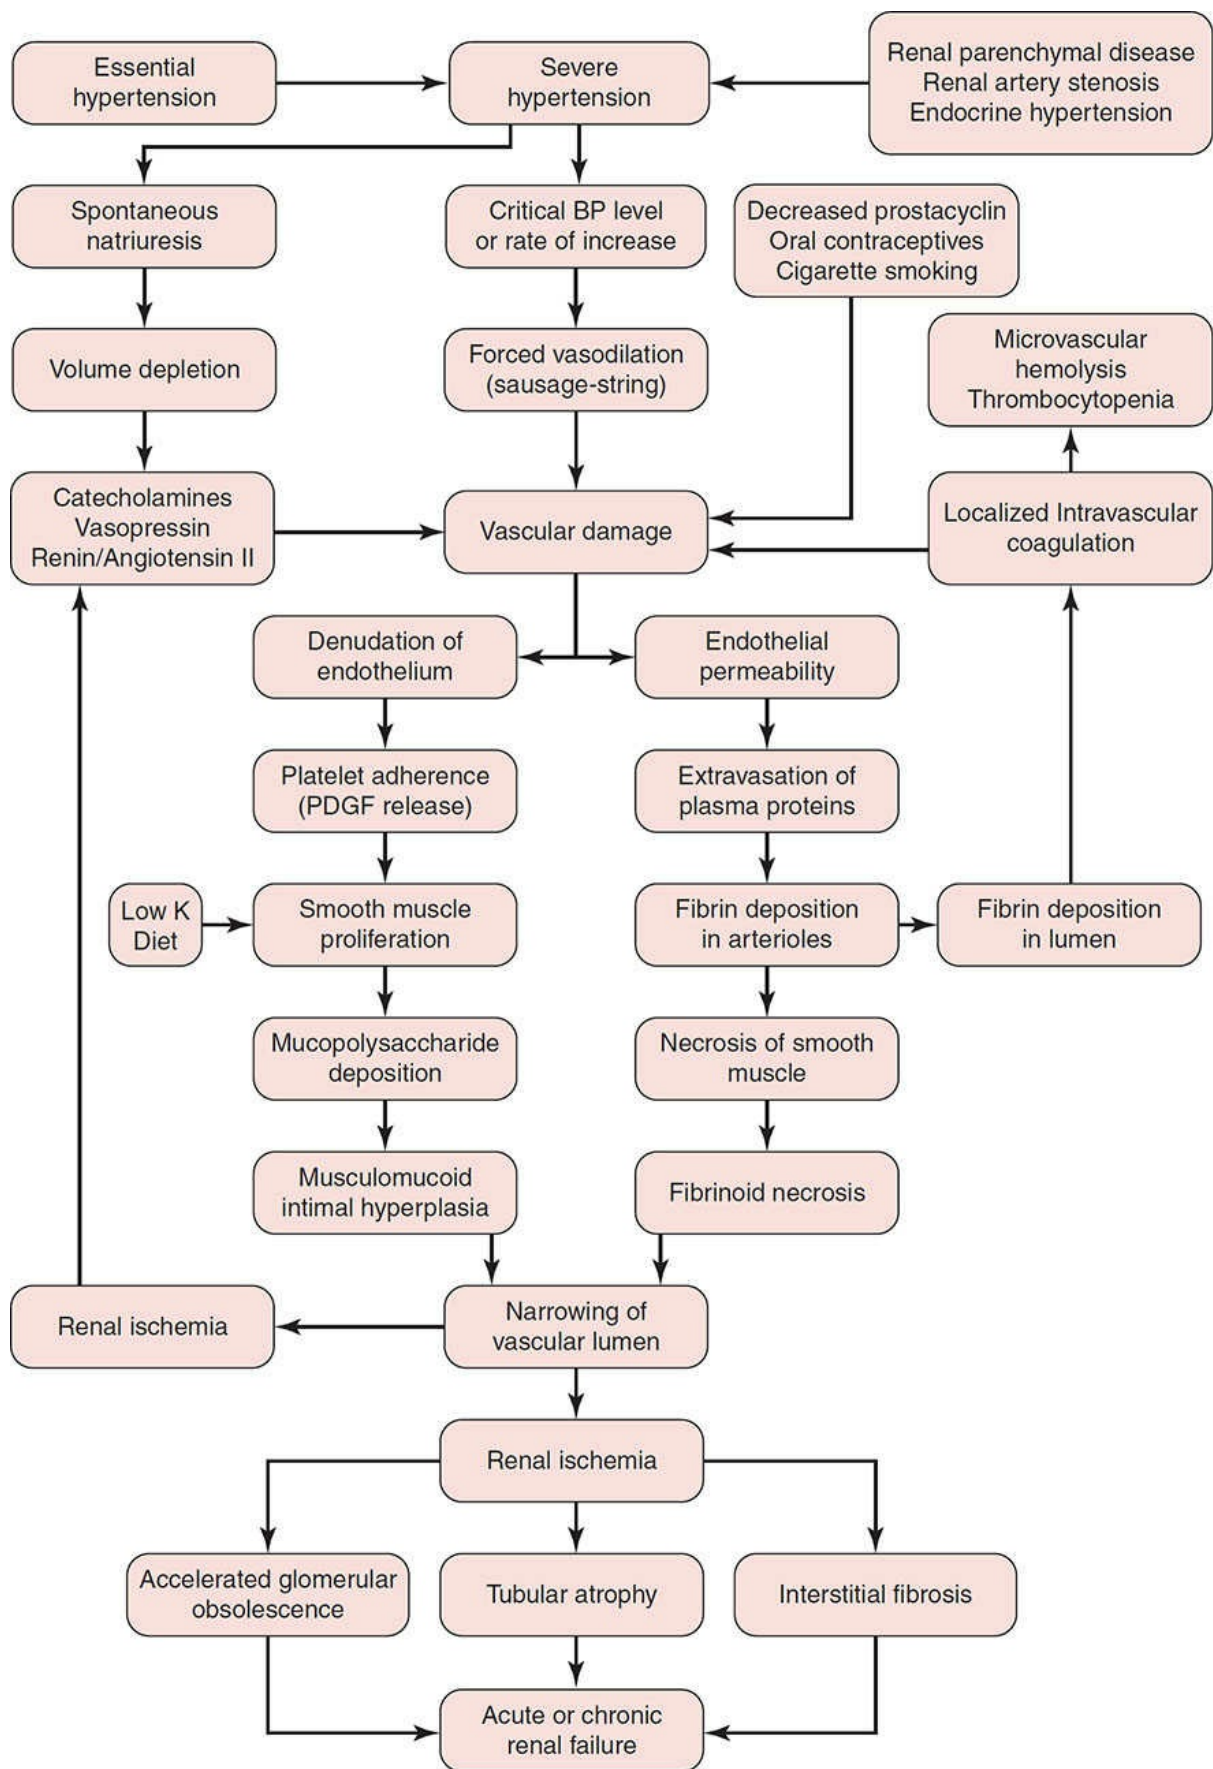 Essential
hypertension
Severe
hypertension
Renal parenchymal disease
Renal artery stenosis
Endocrine hypertension
Spontaneous
natriuresis
Critical BP level
or rate of increase
Decreased prostacyclin
Oral contraceptives
Cigarette smoking
Volume depletion
Forced vasodilation
(sausage-string)
Microvascular
hemolysis
Thrombocytopenia
Catecholamines
Vasopressin
Renin/Angiotensin II
Vascular damage
Localized Intravascular
coagulation
Denudation of
endothelium
Endothelial
permeability
Platelet adherence
(PDGF release)
Extravasation of
plasma proteins
Low K
Diet
Smooth muscle
proliferation
Fibrin deposition
in arterioles
Fibrin deposition
in lumen
Mucopolysaccharide
deposition
Necrosis of smooth
muscle
Musculomucoid
intimal hyperplasia
Fibrinoid necrosis
Renal ischemia
Narrowing of
vascular lumen
Renal ischemia
Accelerated glomerular
obsolescence
Tubular atrophy
Interstitial fibrosis
Acute or chronic
renal failure